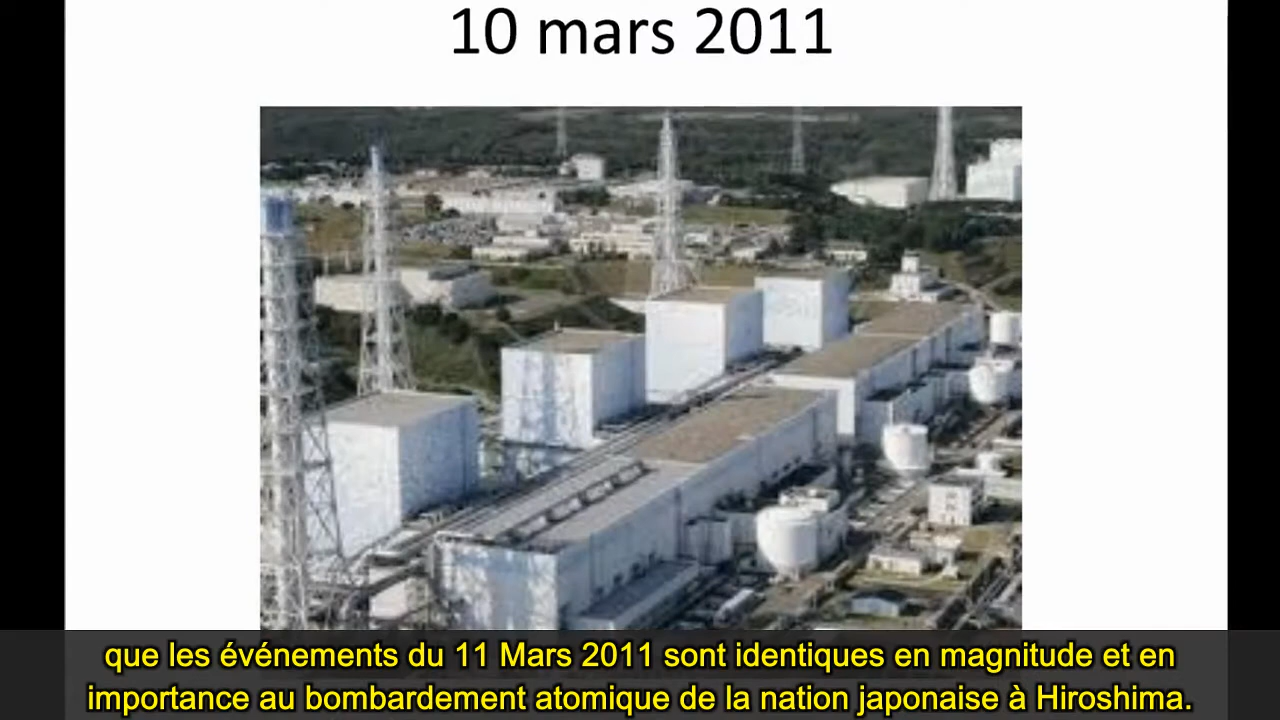 10 mars 2011
que les événements du 11 Mars 2011 sont identiques en magnitude et en
importance au bombardement atomique de la nation japonaise à Hiroshima.